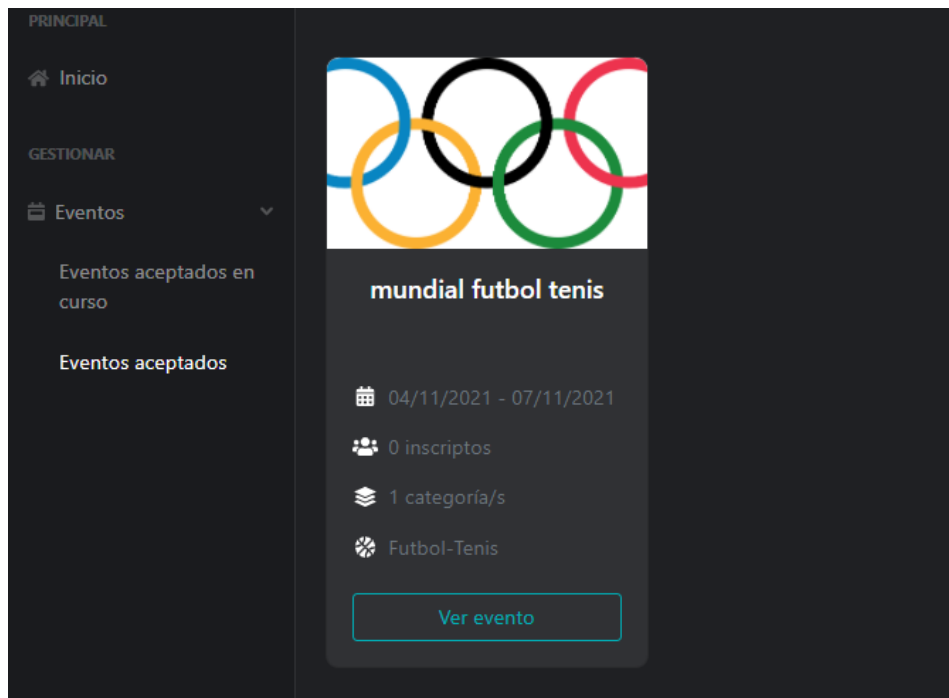 PRINCIPAL
Inicio
GESTIONAR
Eventos
Eventos aceptados en
curso
Eventos aceptados
mundial futbol tenis
04/11/2021 - 07/11/2021
0 inscriptos
1 categoría/s
Futbol-Tenis
Ver evento